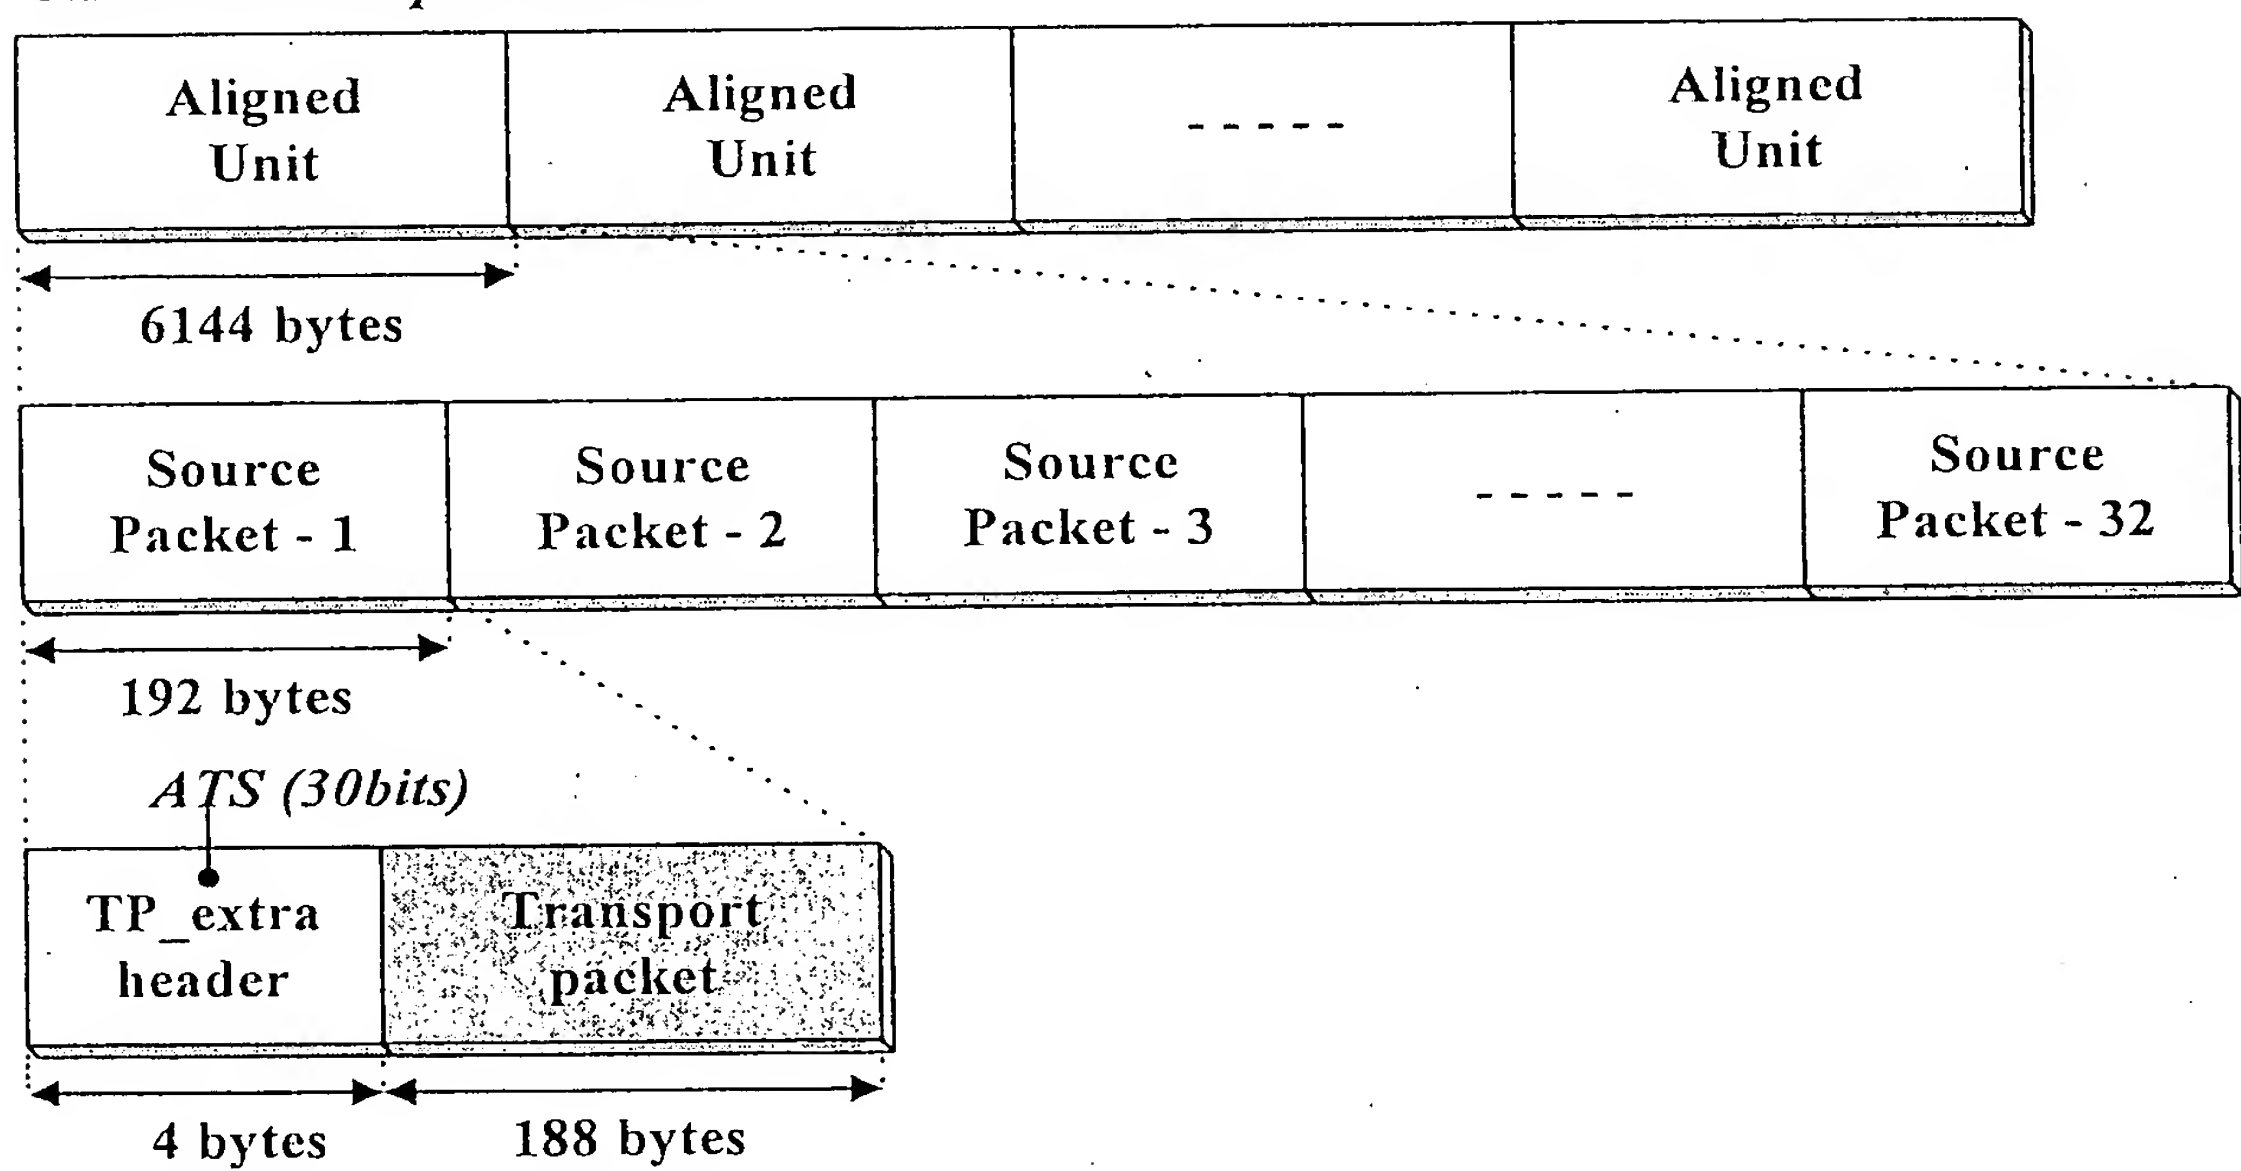 Aligned
Unit
Aligned
Unit
- - - - -
Aligned
Unit
6144 bytes
Source
Packet - 1
Source
Packet - 2
Source
Packet - 3
- - - - -
Source
Packet - 32
192 bytes
ATS (30bits)
TP_extra
header
Transport
packet
4 bytes
188 bytes